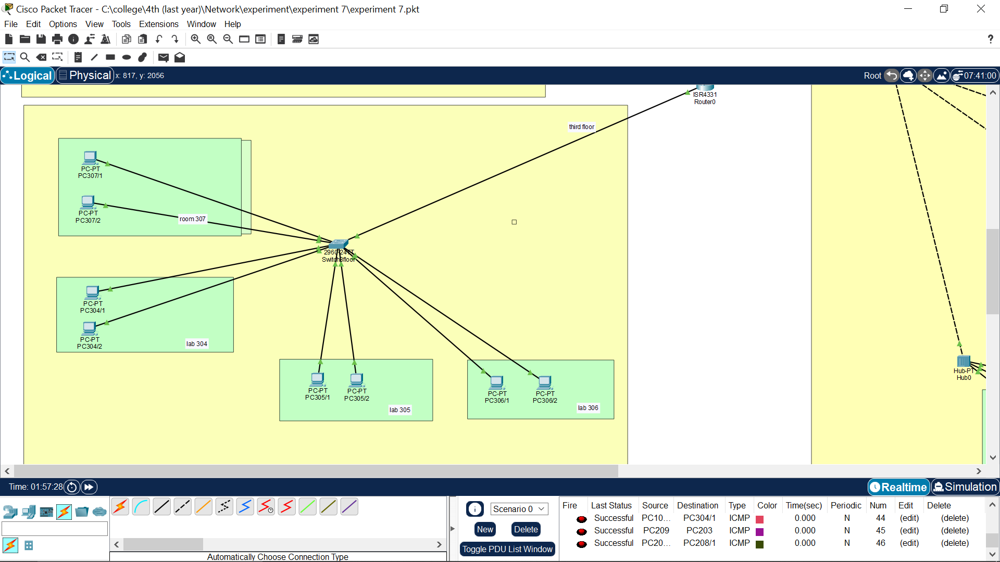 Cisco Packet Tracer - C:\college\4th (last year)\Network\experiment\experiment 7\experiment 7.pkt
File Edit Options View Tools Extensions Window Help
?
Logical Physical x: 817, y: 2056 Root 07:41:00
ISR4331
Router0
third floor
PC-PT
PC307/1
PC-PT
PC307/2
room 307
2960-24TT
Switch3floor
PC-PT
PC304/1
PC-PT
PC304/2
lab 304
PC-PT
PC305/1
PC-PT
PC305/2
lab 305
PC-PT
PC306/1
PC-PT
PC306/2
lab 306
Hub-PT
Hub0
Time: 01:57:28 Realtime Simulation
Automatically Choose Connection Type
Scenario 0
New Delete
Toggle PDU List Window
Fire Last Status Source Destination Type Color Time(sec) Periodic Num Edit Delete
Successful PC10... PC304/1 ICMP 0.000 N 44 (edit) (delete)
Successful PC209 PC203 ICMP 0.000 N 45 (edit) (delete)
Successful PC20... PC208/1 ICMP 0.000 N 46 (edit) (delete)